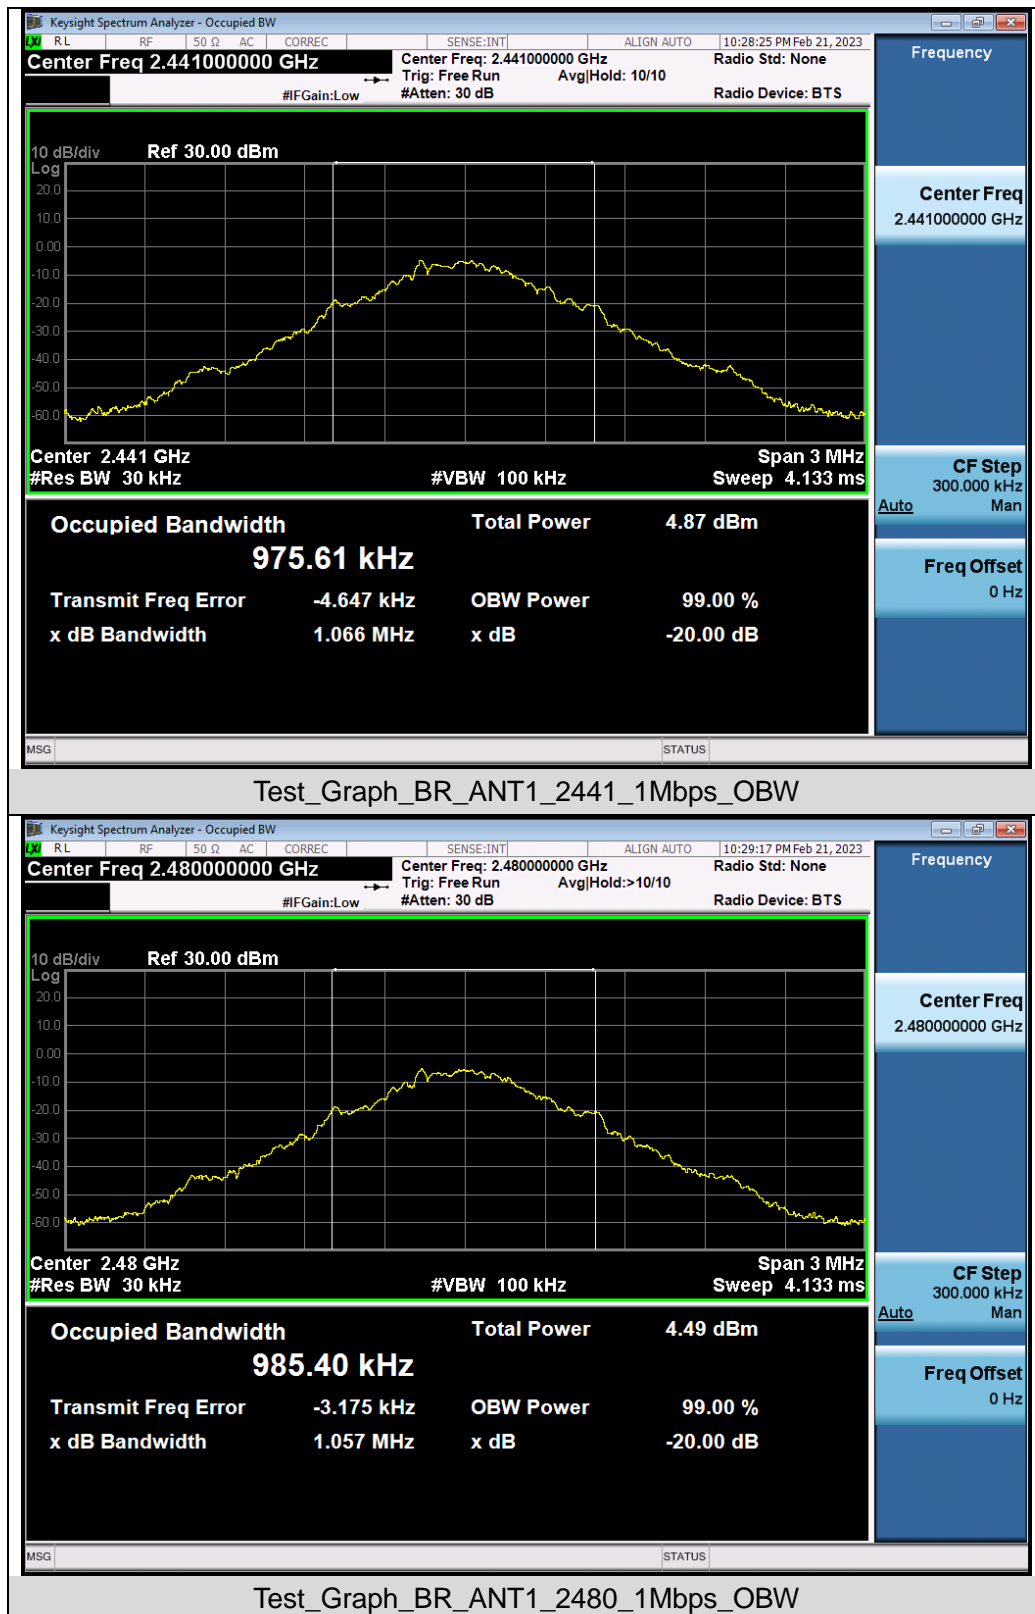 Keysight Spectrum Analyzer - Occupied BW
LXI RL RF 50 Ω AC CORREC SENSE:INT ALIGN AUTO 10:28:25 PM Feb 21, 2023
Center Freq 2.441000000 GHz
Center Freq: 2.441000000 GHz Radio Std: None
Trig: Free Run Avg|Hold: 10/10
#IFGain:Low #Atten: 30 dB Radio Device: BTS
Frequency
10 dB/div Ref 30.00 dBm
Log
20.0
10.0
0.00
-10.0
-20.0
-30.0
-40.0
-50.0
-60.0
Center 2.441 GHz Span 3 MHz
#Res BW 30 kHz #VBW 100 kHz Sweep 4.133 ms
Center Freq
2.441000000 GHz
CF Step
300.000 kHz
Auto Man
Freq Offset
0 Hz
Occupied Bandwidth Total Power 4.87 dBm
975.61 kHz
Transmit Freq Error -4.647 kHz OBW Power 99.00 %
x dB Bandwidth 1.066 MHz x dB -20.00 dB
MSG STATUS
Test_Graph_BR_ANT1_2441_1Mbps_OBW
Keysight Spectrum Analyzer - Occupied BW
LXI RL RF 50 Ω AC CORREC SENSE:INT ALIGN AUTO 10:29:17 PM Feb 21, 2023
Center Freq 2.480000000 GHz
Center Freq: 2.480000000 GHz Radio Std: None
Trig: Free Run Avg|Hold:>10/10
#IFGain:Low #Atten: 30 dB Radio Device: BTS
Frequency
10 dB/div Ref 30.00 dBm
Log
20.0
10.0
0.00
-10.0
-20.0
-30.0
-40.0
-50.0
-60.0
Center 2.48 GHz Span 3 MHz
#Res BW 30 kHz #VBW 100 kHz Sweep 4.133 ms
Center Freq
2.480000000 GHz
CF Step
300.000 kHz
Auto Man
Freq Offset
0 Hz
Occupied Bandwidth Total Power 4.49 dBm
985.40 kHz
Transmit Freq Error -3.175 kHz OBW Power 99.00 %
x dB Bandwidth 1.057 MHz x dB -20.00 dB
MSG STATUS
Test_Graph_BR_ANT1_2480_1Mbps_OBW